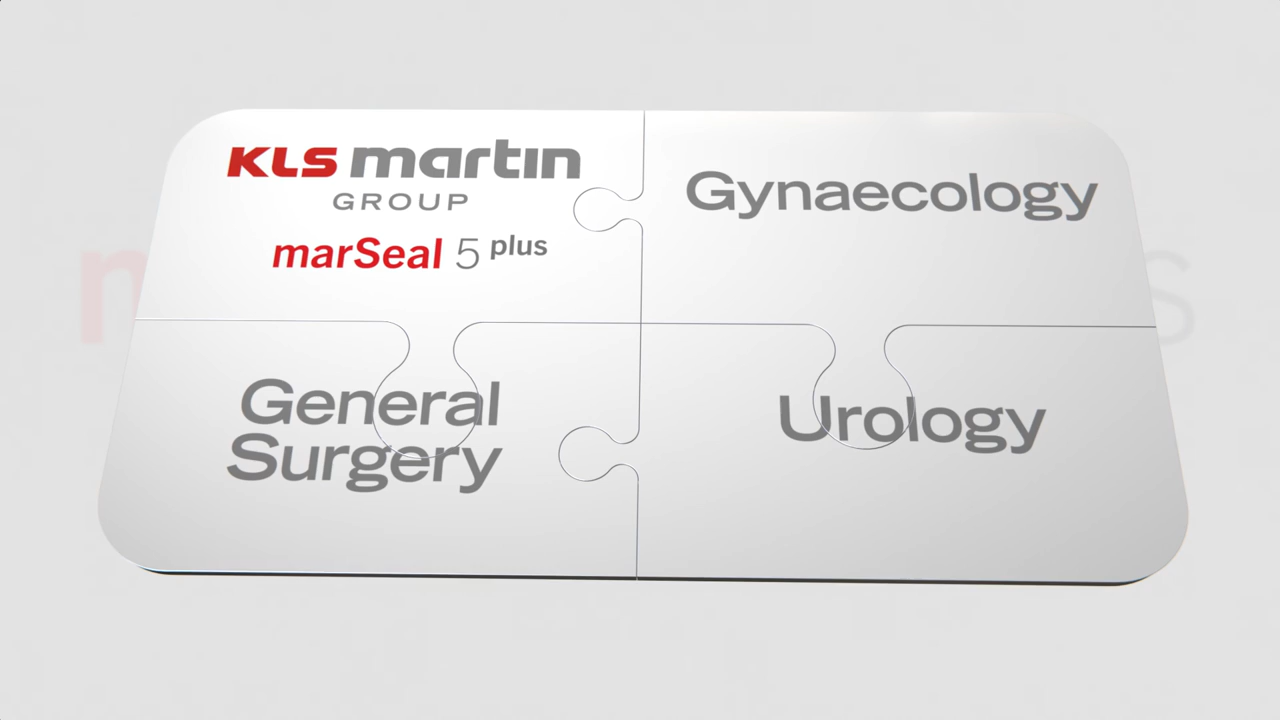 KLS martin
GROUP
marSeal 5 plus
Gynaecology
General
Surgery
Urology